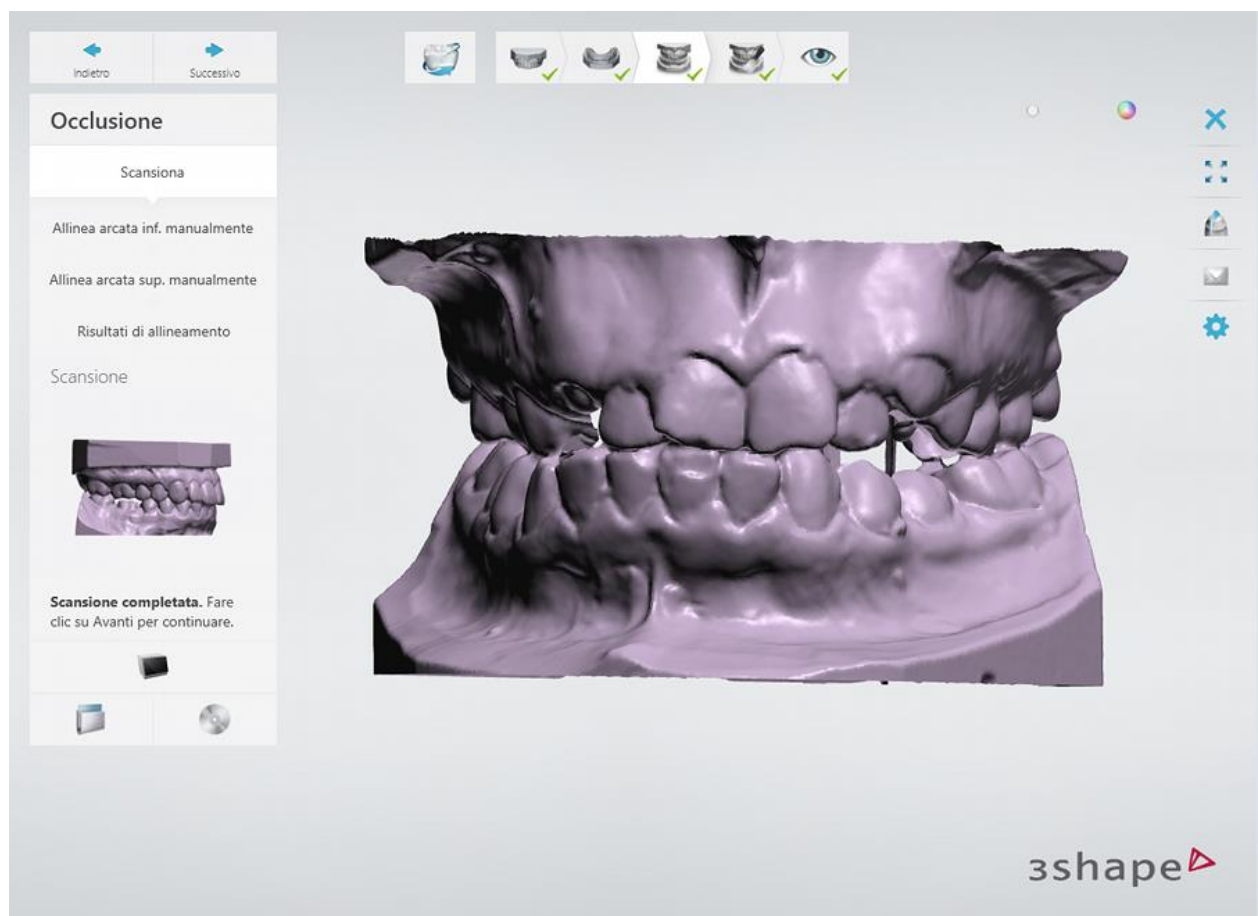 Indietro
Successivo
Occlusione
Scansiona
Allinea arcata inf. manualmente
Allinea arcata sup. manualmente
Risultati di allineamento
Scansione
Scansione completata. Fare
clic su Avanti per continuare.
3shape